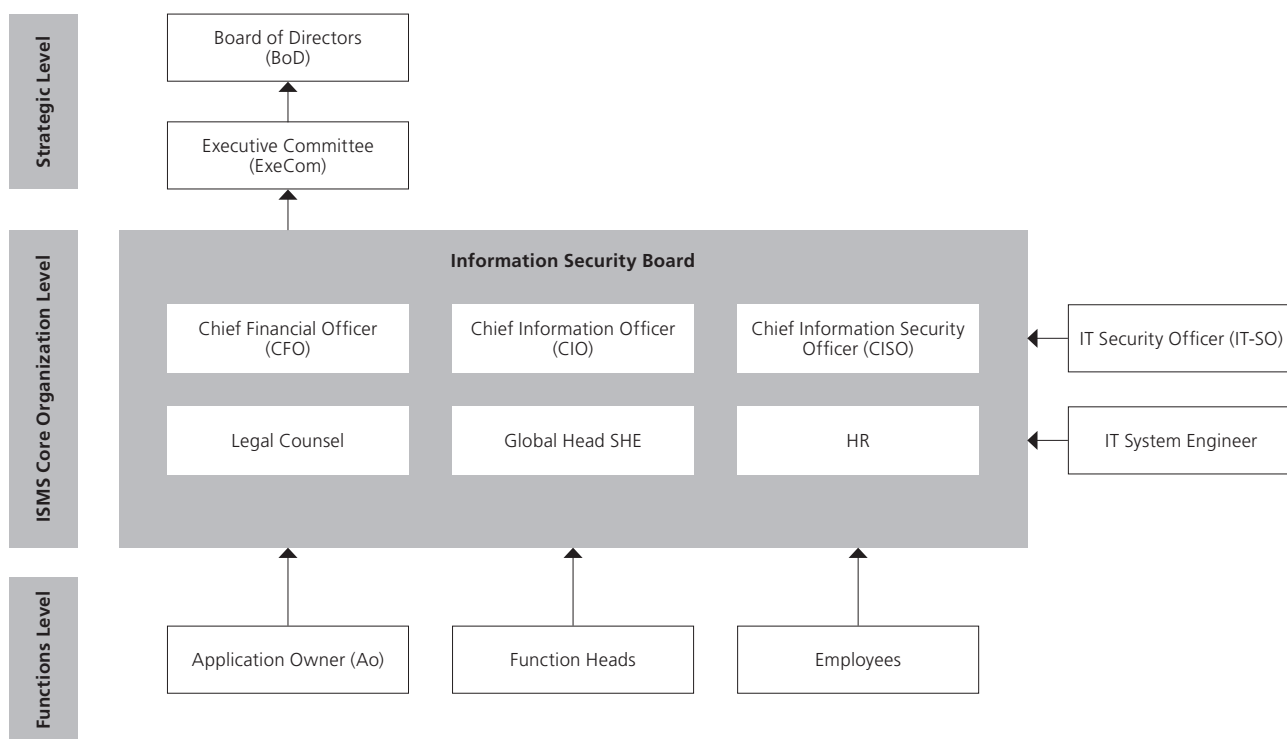 Strategic Level
Board of Directors
(BoD)
Executive Committee
(ExeCom)
ISMS Core Organization Level
Information Security Board
Chief Financial Officer
(CFO)
Chief Information Officer
(CIO)
Chief Information Security
Officer (CISO)
IT Security Officer (IT-SO)
Legal Counsel
Global Head SHE
HR
IT System Engineer
Functions Level
Application Owner (Ao)
Function Heads
Employees